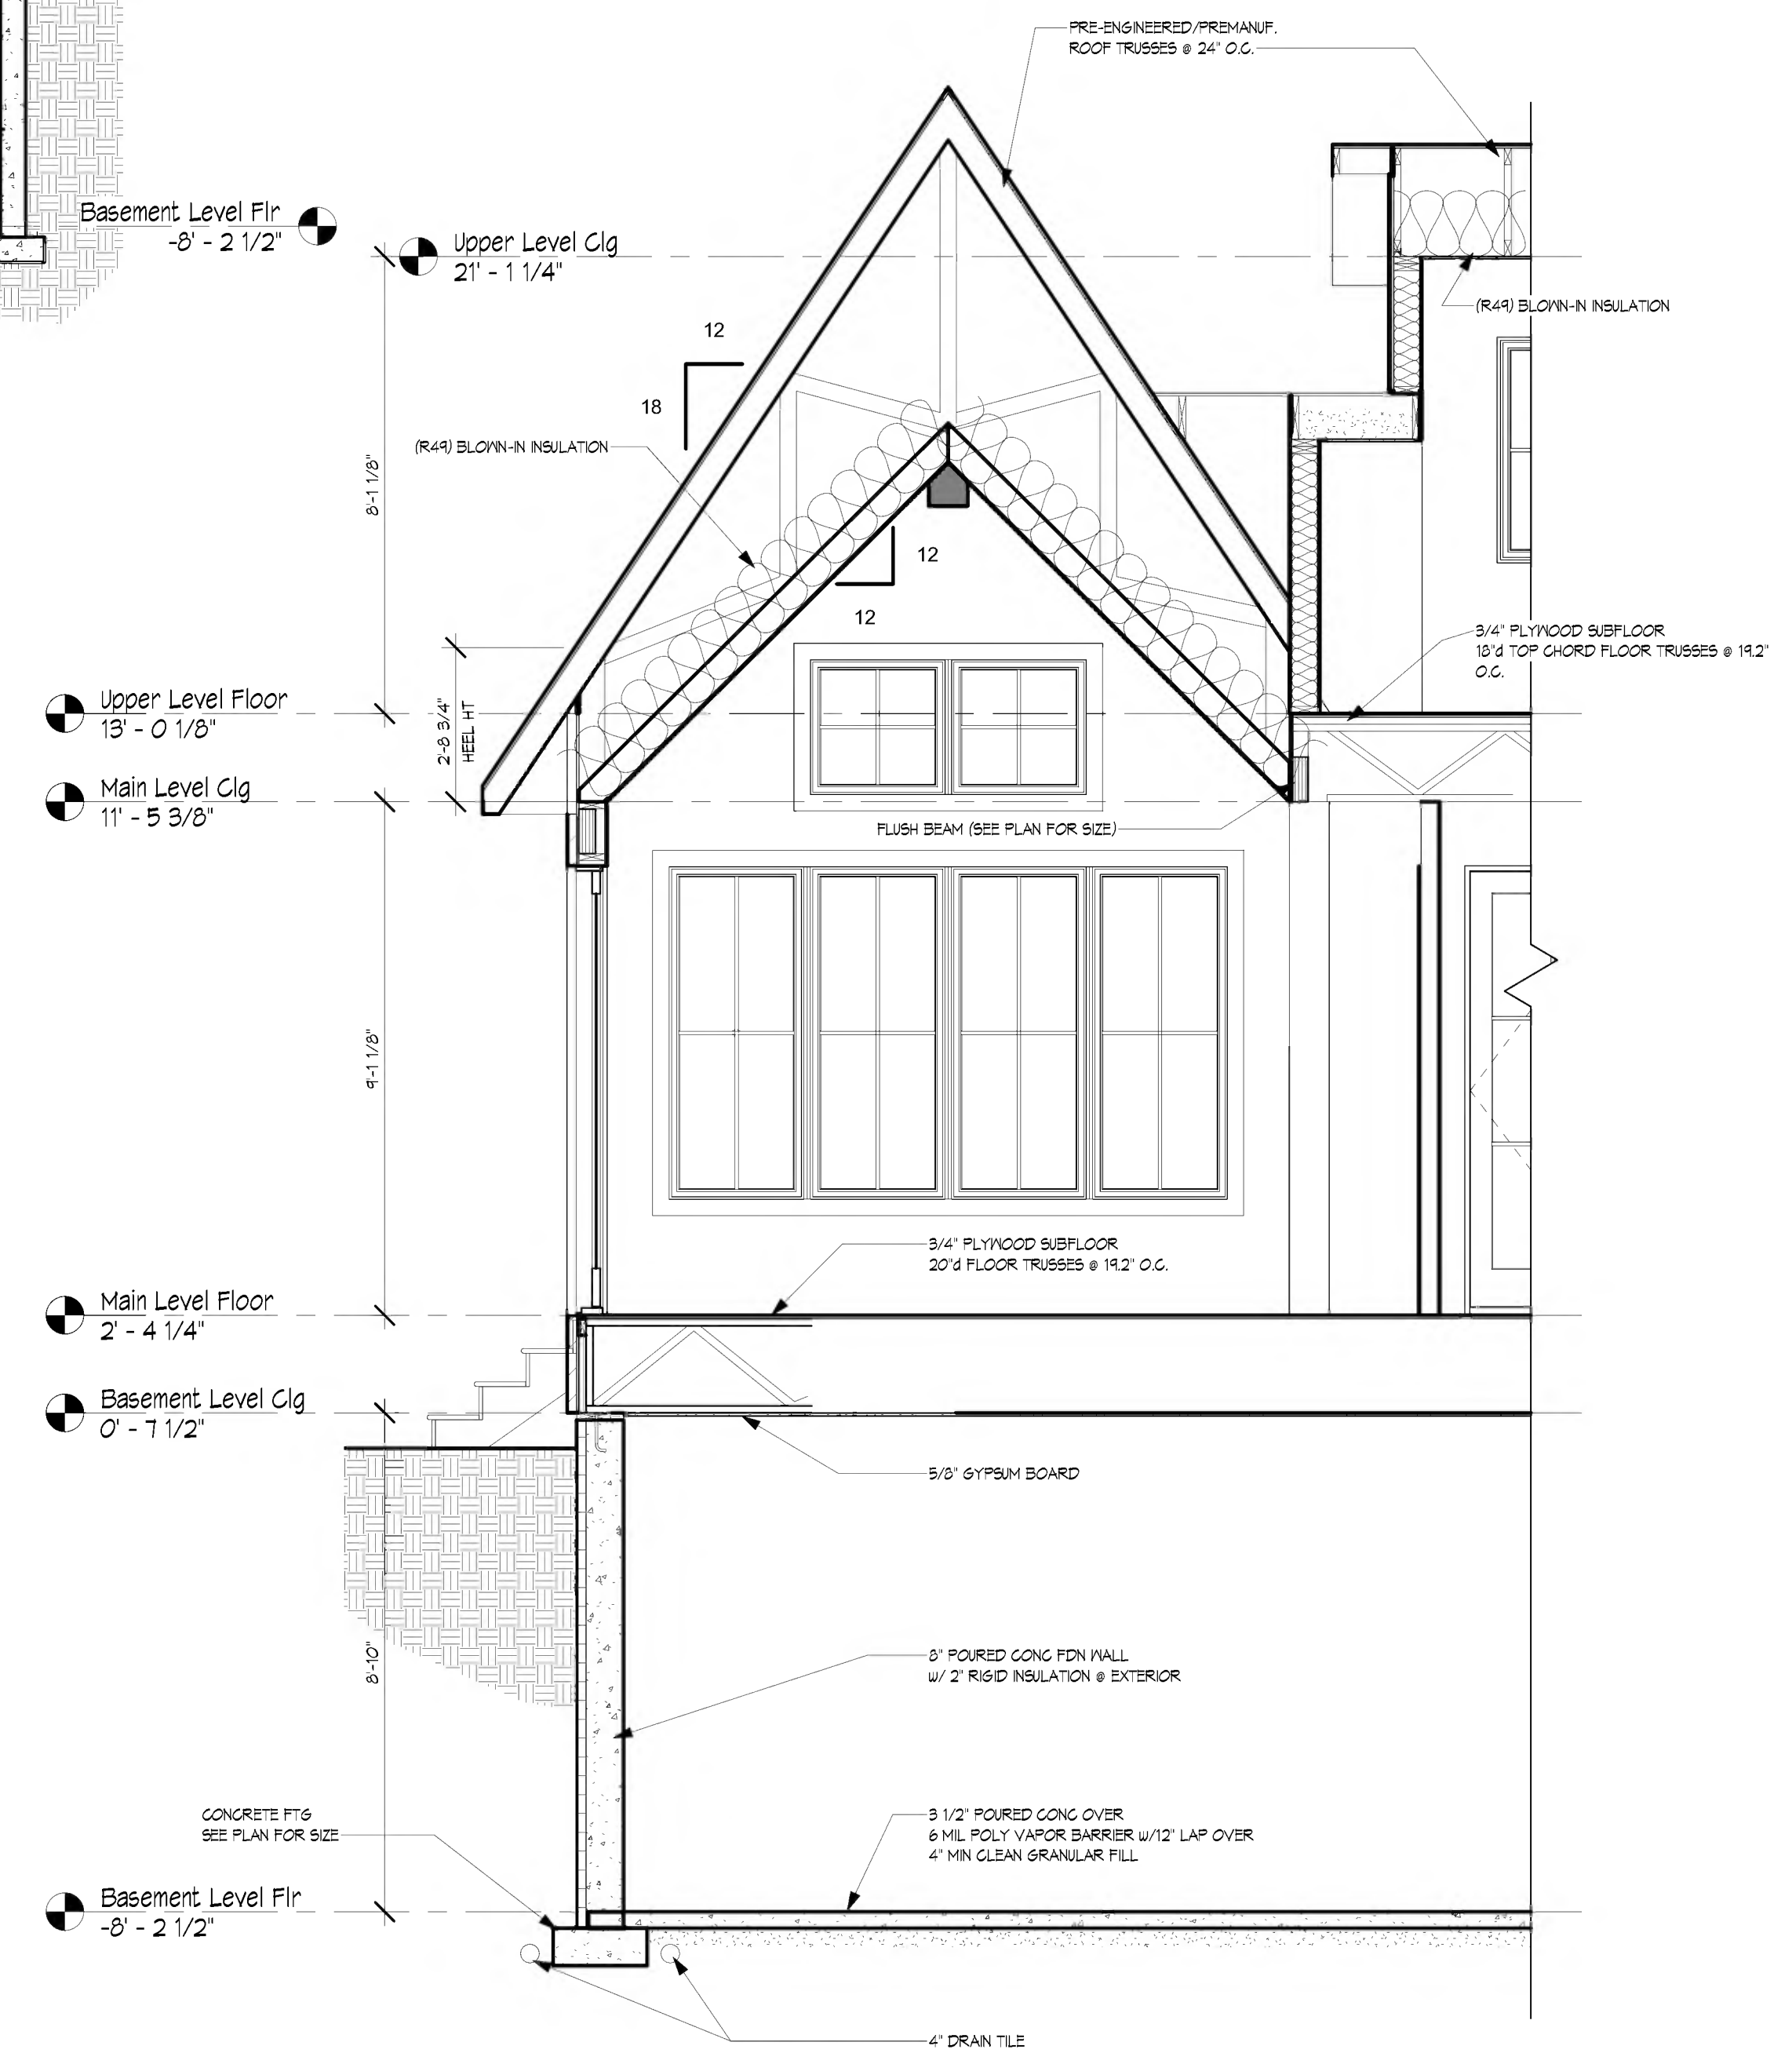 PRE-ENGINEERED/PREMANUF.
ROOF TRUSSES @ 24" O.C.
Basement Level Flr
-8' - 2 1/2"
Upper Level Clg
21' - 1 1/4"
(R49) BLOWN-IN INSULATION
12
18
(R49) BLOWN-IN INSULATION
8'-1 1/8"
12
12
3/4" PLYWOOD SUBFLOOR
18"d TOP CHORD FLOOR TRUSSES @ 19.2"
O.C.
Upper Level Floor
13' - 0 1/8"
2'-8 3/4"
HEEL HT
Main Level Clg
11' - 5 3/8"
FLUSH BEAM (SEE PLAN FOR SIZE)
9'-1 1/8"
3/4" PLYWOOD SUBFLOOR
20"d FLOOR TRUSSES @ 19.2" O.C.
Main Level Floor
2' - 4 1/4"
Basement Level Clg
0' - 7 1/2"
5/8" GYPSUM BOARD
8'-10"
8" POURED CONC FDN WALL
w/ 2" RIGID INSULATION @ EXTERIOR
CONCRETE FTG
SEE PLAN FOR SIZE
3 1/2" POURED CONC OVER
6 MIL POLY VAPOR BARRIER w/12" LAP OVER
4" MIN CLEAN GRANULAR FILL
Basement Level Flr
-8' - 2 1/2"
4" DRAIN TILE